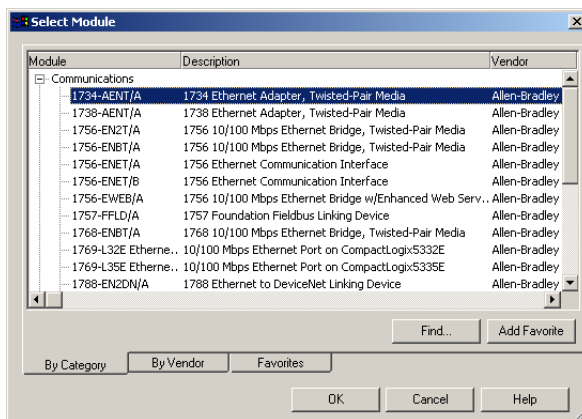 Select Module
Module Description Vendor
Communications
1734-AENT/A 1734 Ethernet Adapter, Twisted-Pair Media Allen-Bradley
1738-AENT/A 1738 Ethernet Adapter, Twisted-Pair Media Allen-Bradley
1756-EN2T/A 1756 10/100 Mbps Ethernet Bridge, Twisted-Pair Media Allen-Bradley
1756-ENBT/A 1756 10/100 Mbps Ethernet Bridge, Twisted-Pair Media Allen-Bradley
1756-ENET/A 1756 Ethernet Communication Interface Allen-Bradley
1756-ENET/B 1756 Ethernet Communication Interface Allen-Bradley
1756-EWEB/A 1756 10/100 Mbps Ethernet Bridge w/Enhanced Web Serv... Allen-Bradley
1757-FFLD/A 1757 Foundation Fieldbus Linking Device Allen-Bradley
1768-ENBT/A 1768 10/100 Mbps Ethernet Bridge, Twisted-Pair Media Allen-Bradley
1769-L32E Etherne... 10/100 Mbps Ethernet Port on CompactLogix5332E Allen-Bradley
1769-L35E Etherne... 10/100 Mbps Ethernet Port on CompactLogix5335E Allen-Bradley
1788-EN2DN/A 1788 Ethernet to DeviceNet Linking Device Allen-Bradley
Find... Add Favorite
By Category By Vendor Favorites
OK Cancel Help